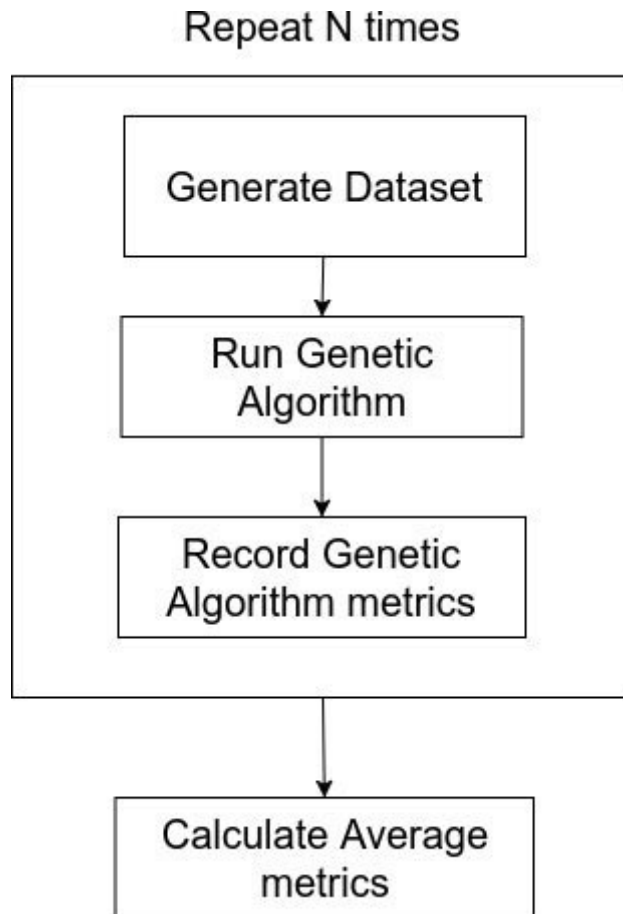 Repeat N times
Generate Dataset
Run Genetic
Algorithm
Record Genetic
Algorithm metrics
Calculate Average
metrics